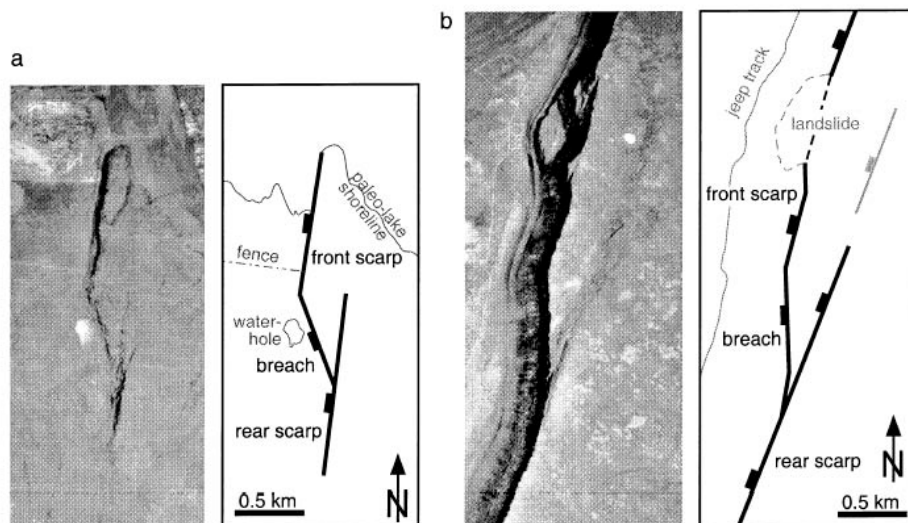 a
paleo-lake
shoreline
fence
front scarp
water-
hole
breach
rear scarp
0.5 km
N
b
jeep track
landslide
front scarp
breach
rear scarp
0.5 km
N